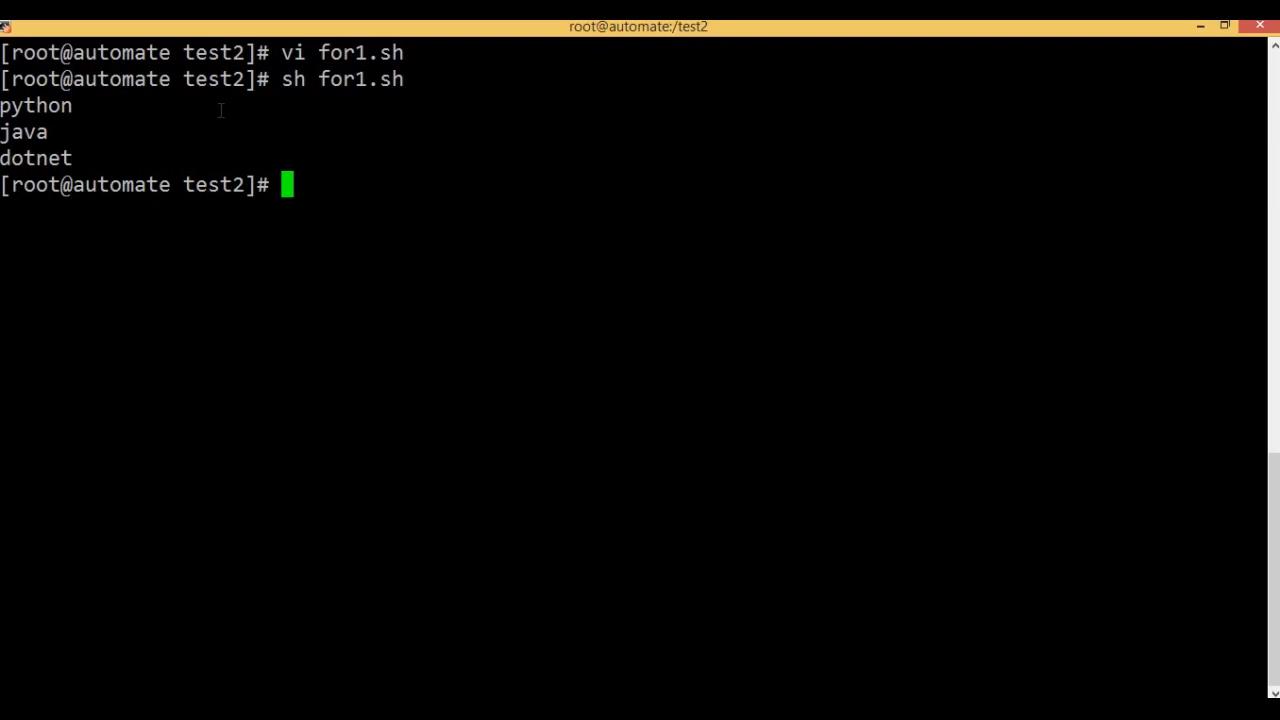 root@automate:/test2
[root@automate test2]# vi for1.sh
[root@automate test2]# sh for1.sh
python
java
dotnet
[root@automate test2]#